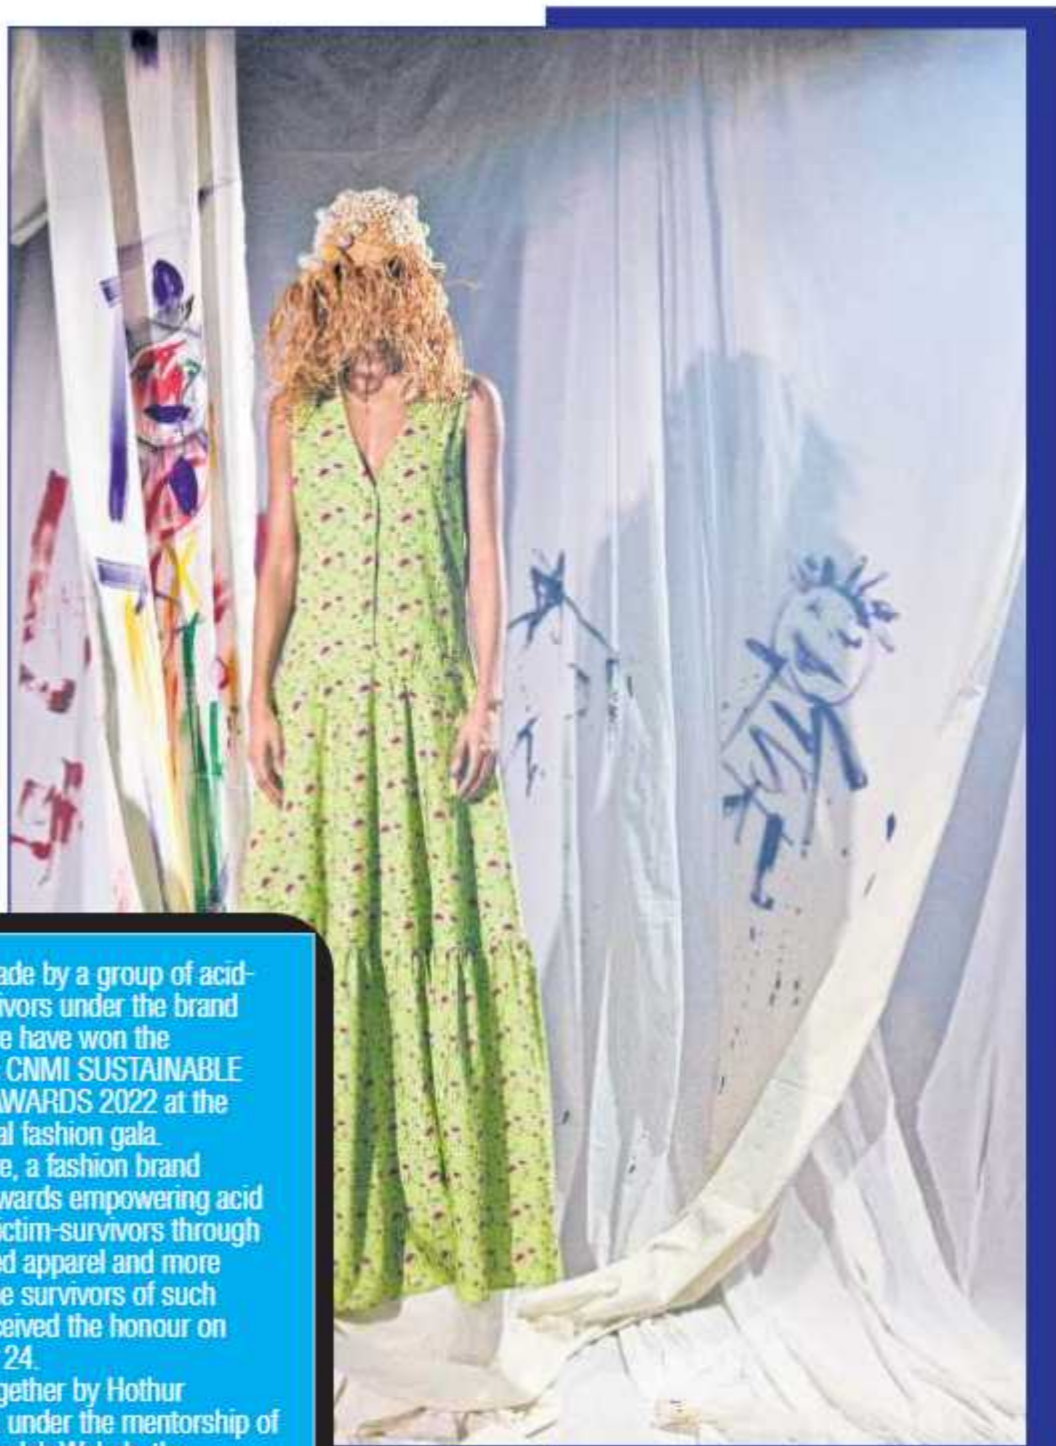 ade by a group of acid-
ivors under the brand
e have won the
CNMI SUSTAINABLE
WARDS 2022 at the
al fashion gala.
e, a fashion brand
wards empowering acid
ictim-survivors through
ed apparel and more
e survivors of such
ceived the honour on
24.
gether by Hothur
under the mentorship of